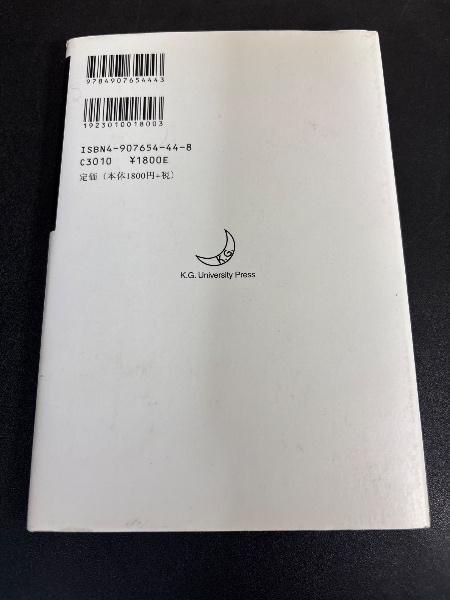 9784907654443
1923010018003
ISBN4-907654-44-8
C3010 ¥1800E
定価（本体1800円+税）
K.G.
K.G. University Press